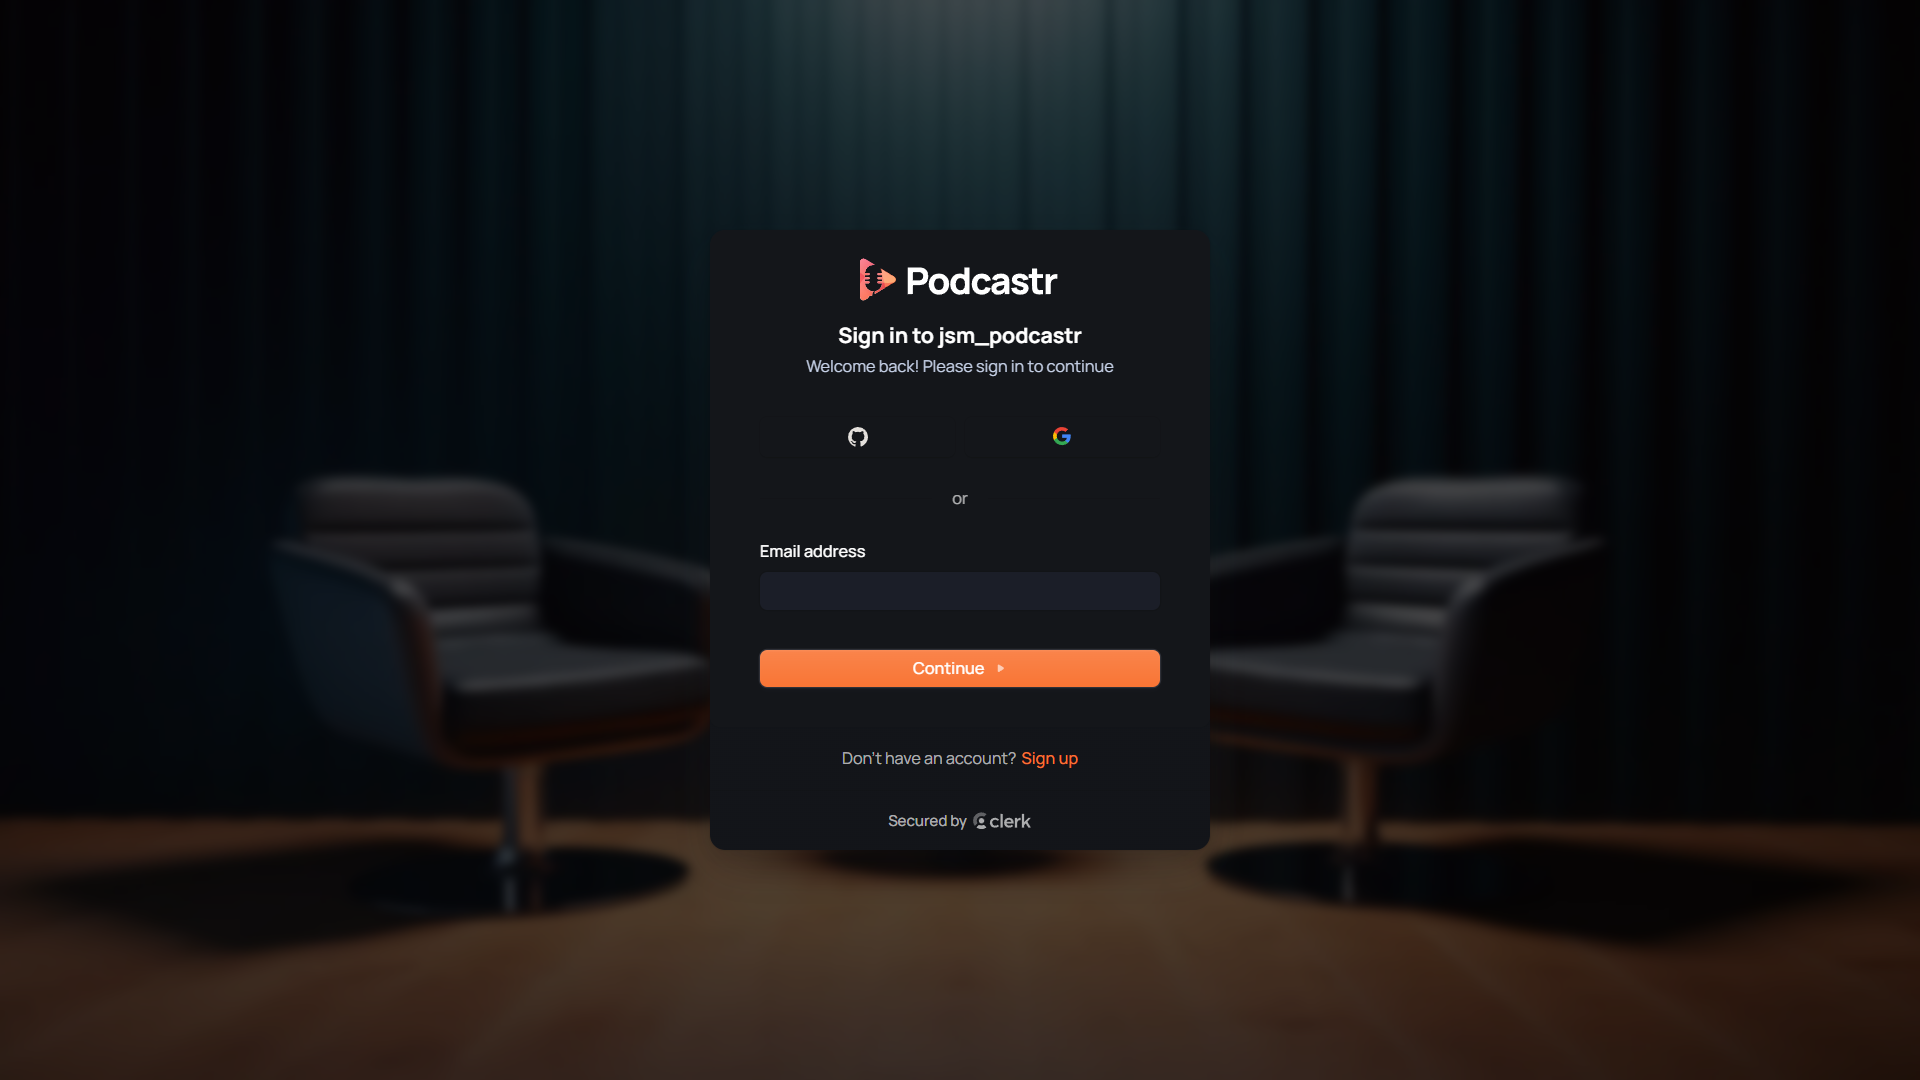 Podcastr
Sign in to jsm_podcastr
Welcome back! Please sign in to continue
or
Email address
Continue
Don't have an account? Sign up
Secured by clerk